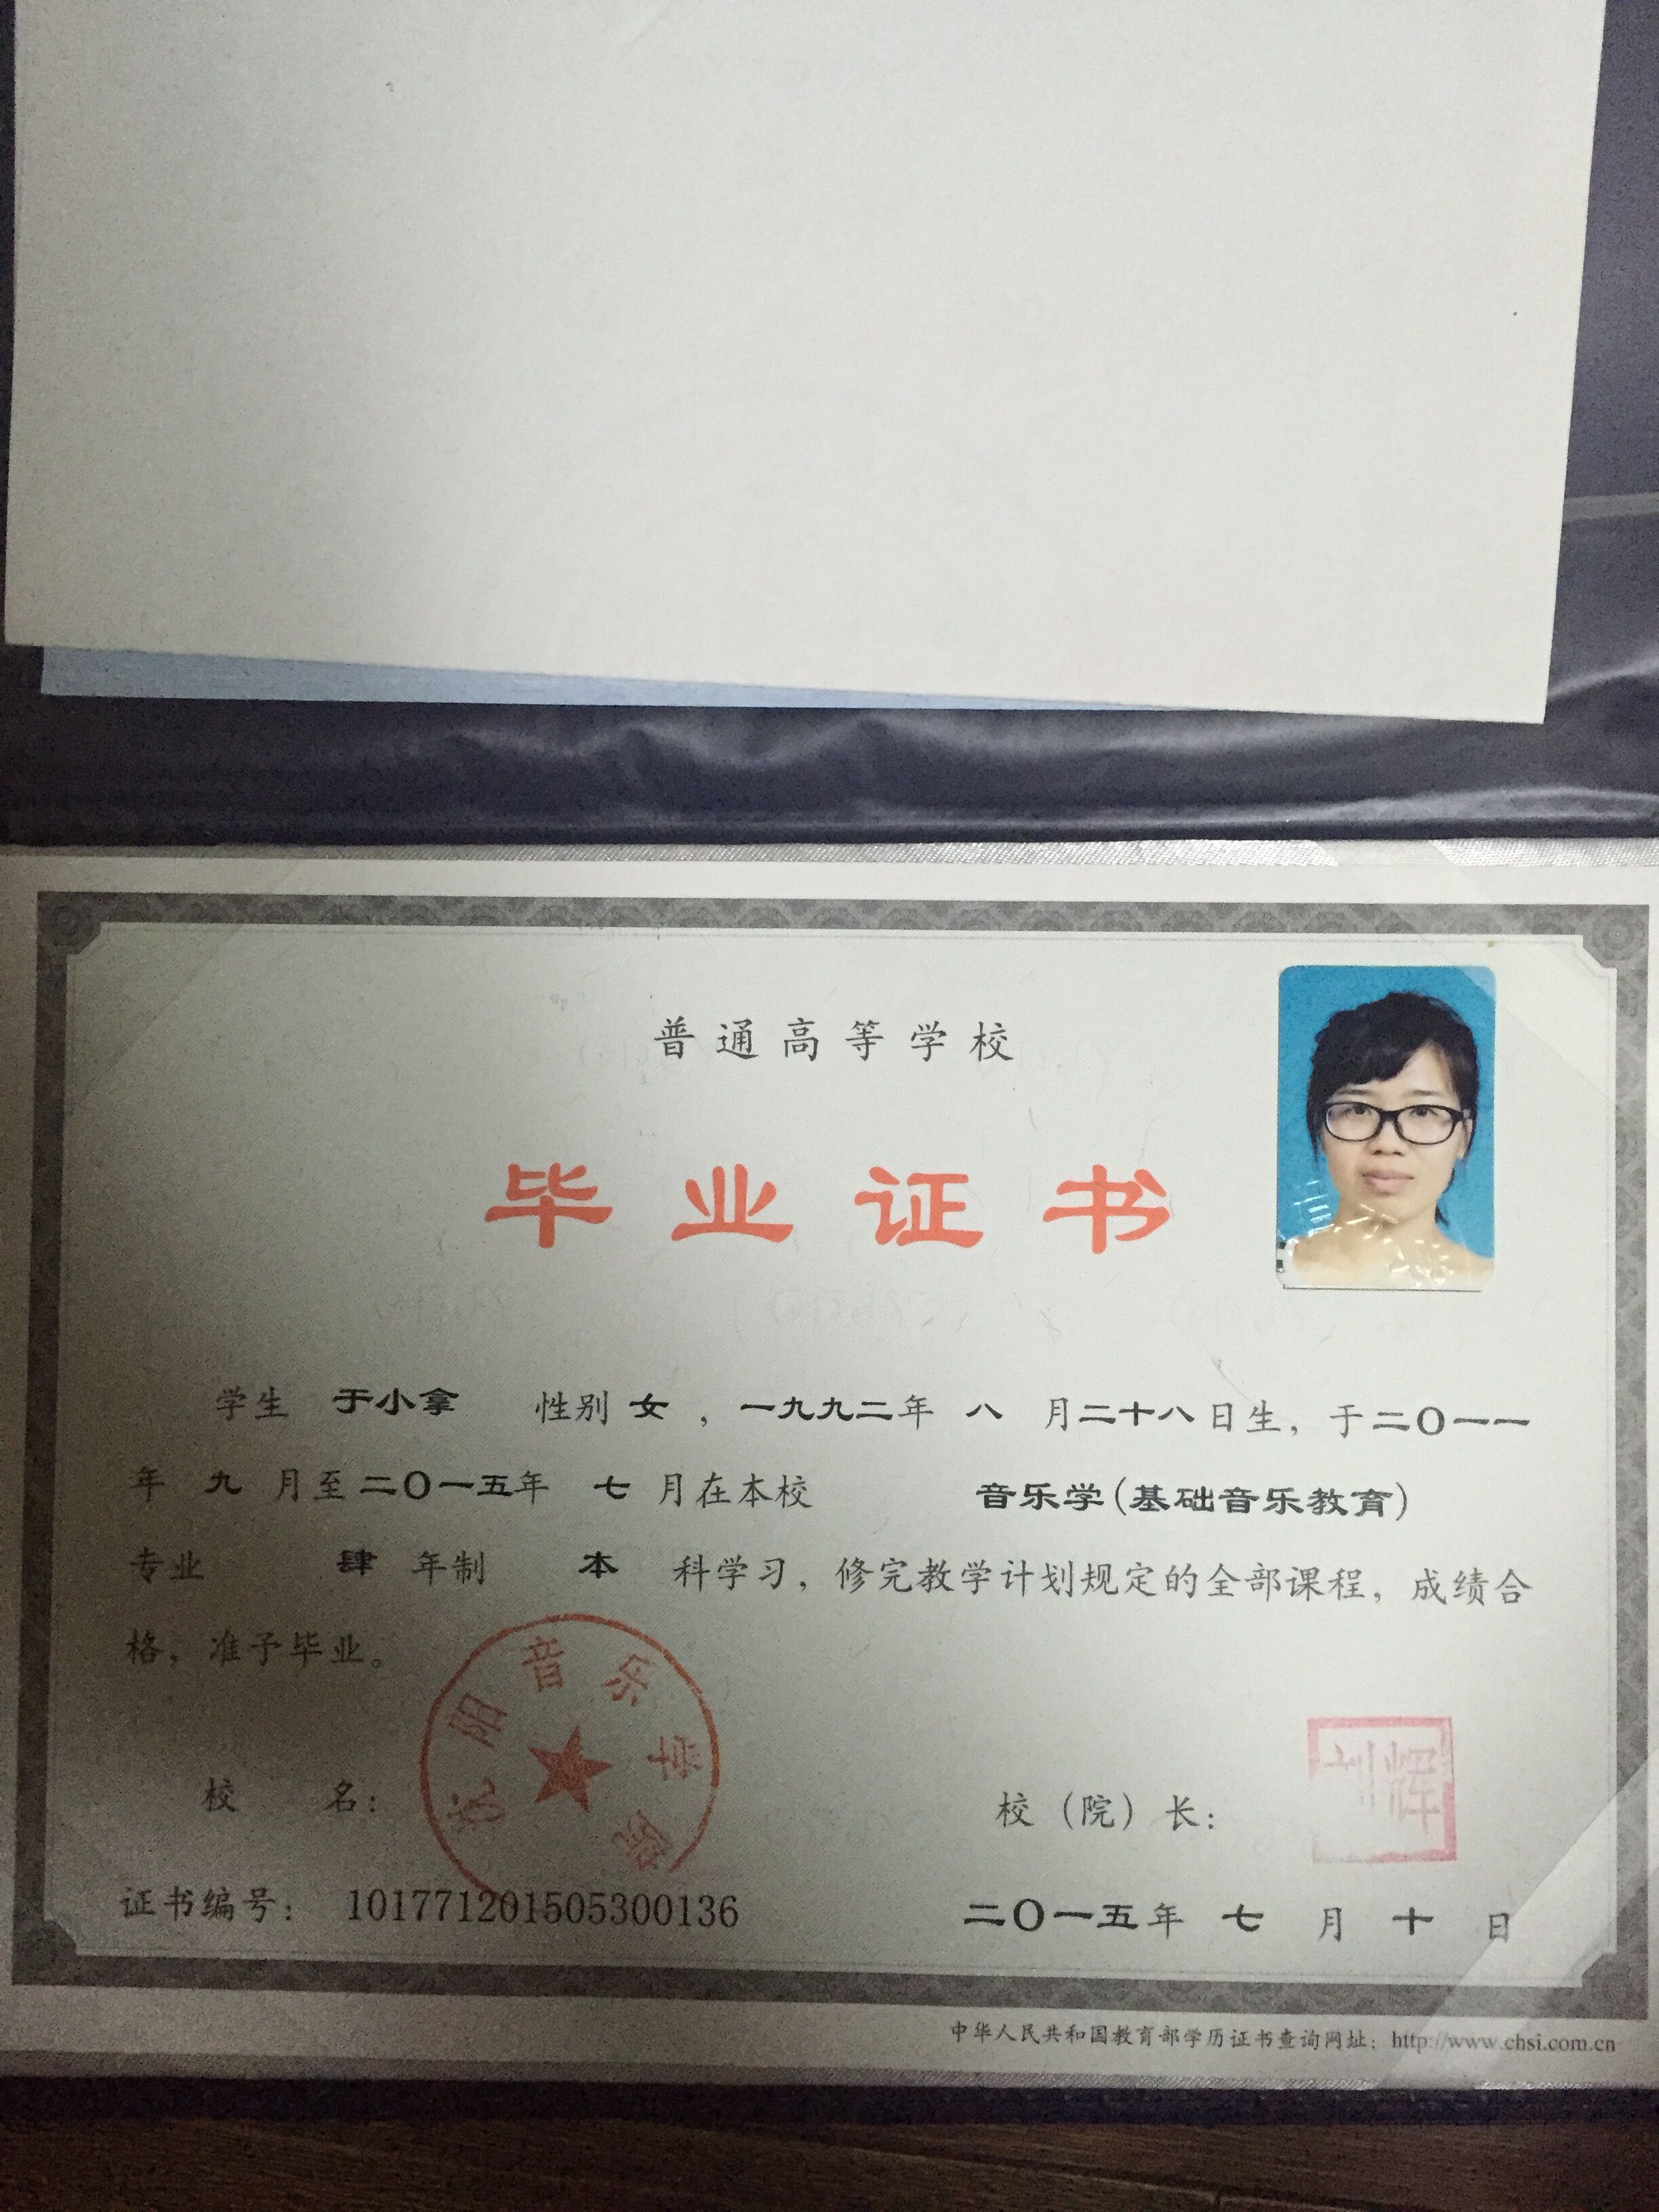 普通高等学校
毕业证书
学生 于小拿 性别 女 ，一九九二年 八 月二十八日生，于二〇一一
年 九 月至二〇一五年 七 月在本校 音乐学(基础音乐教育)
专业 肆 年制 本 科学习，修完教学计划规定的全部课程，成绩合
格，准予毕业。
沈阳音乐学院
校 名：
校（院）长：
刘辉
证书编号： 101771201505300136
二〇一五年 七 月 十 日
中华人民共和国教育部学历证书查询网址：http://www.chsi.com.cn